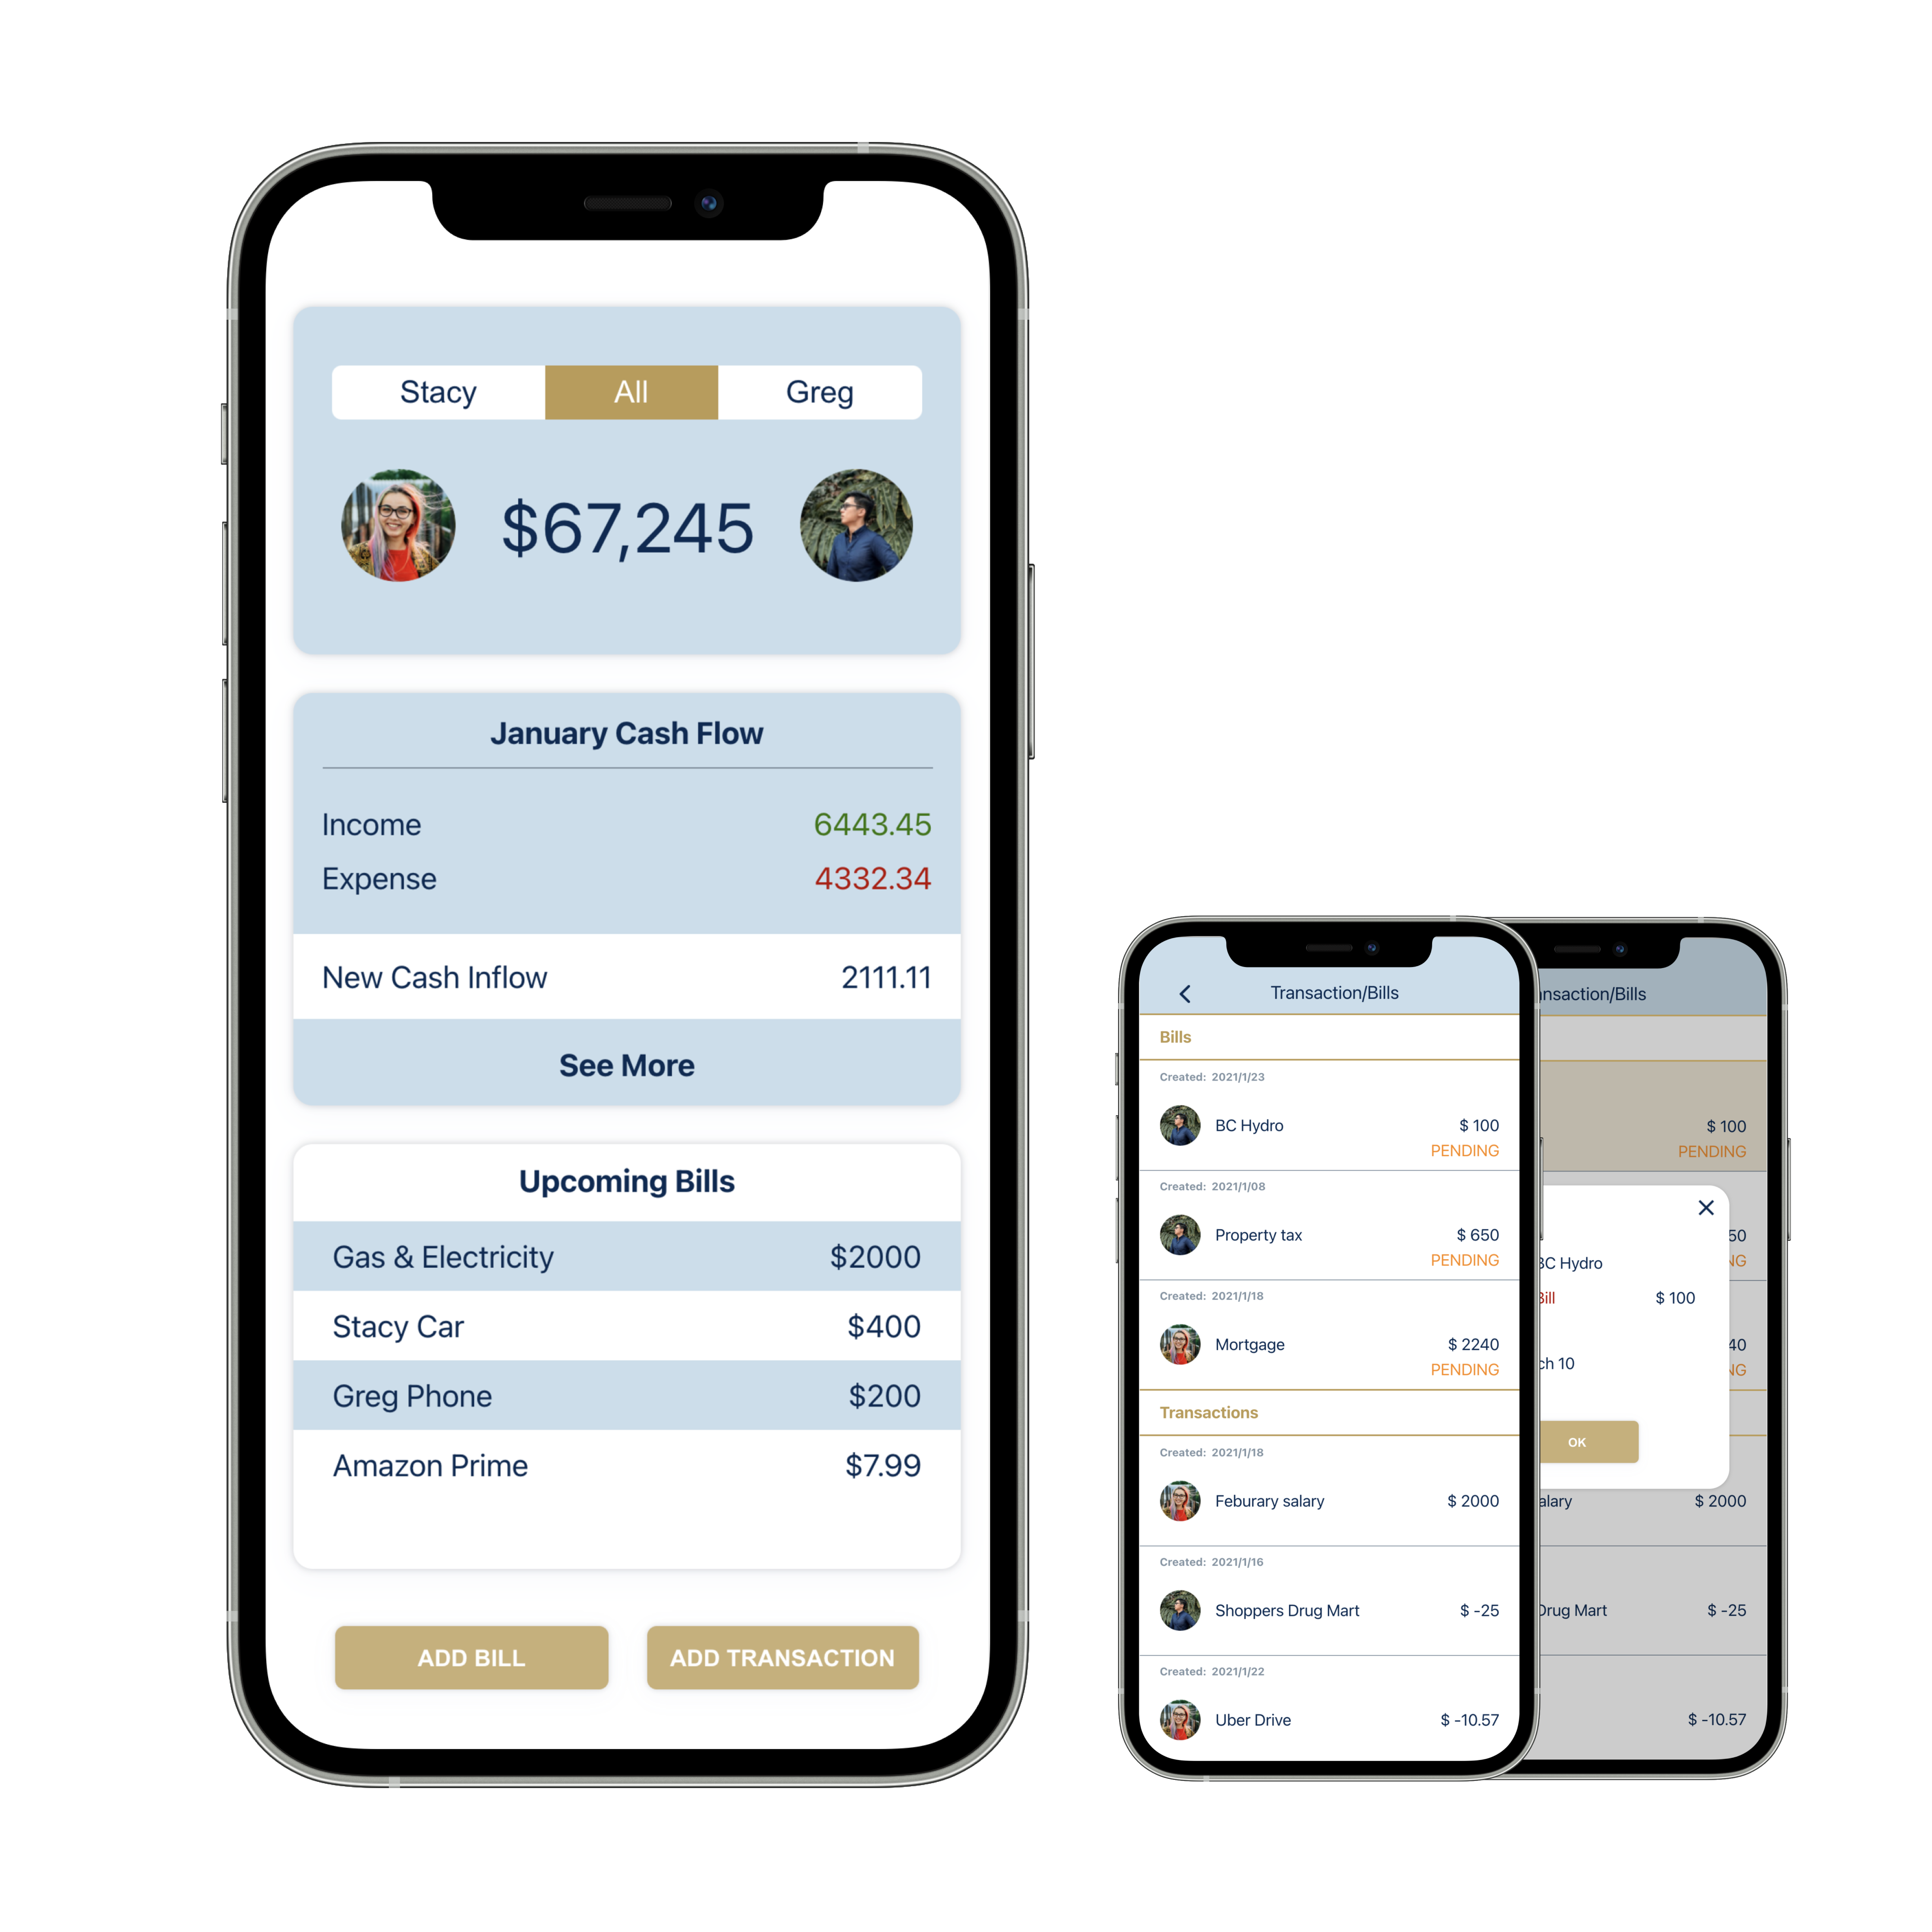 Stacy All Greg
$67,245
January Cash Flow
Income 6443.45
Expense 4332.34
New Cash Inflow 2111.11
See More
Upcoming Bills
Gas & Electricity $2000
Stacy Car $400
Greg Phone $200
Amazon Prime $7.99
ADD BILL ADD TRANSACTION
Transaction/Bills
Bills
Created: 2021/1/23
BC Hydro $ 100
PENDING
Created: 2021/1/08
Property tax $ 650
PENDING
Created: 2021/1/18
Mortgage $ 2240
PENDING
Transactions
Created: 2021/1/18
Feburary salary $ 2000
Created: 2021/1/16
Shoppers Drug Mart $ -25
Created: 2021/1/22
Uber Drive $ -10.57
nsaction/Bills
$ 100
PENDING
50
BC Hydro
NG
Bill $ 100
40
ch 10
NG
OK
alary $ 2000
Drug Mart $ -25
$ -10.57